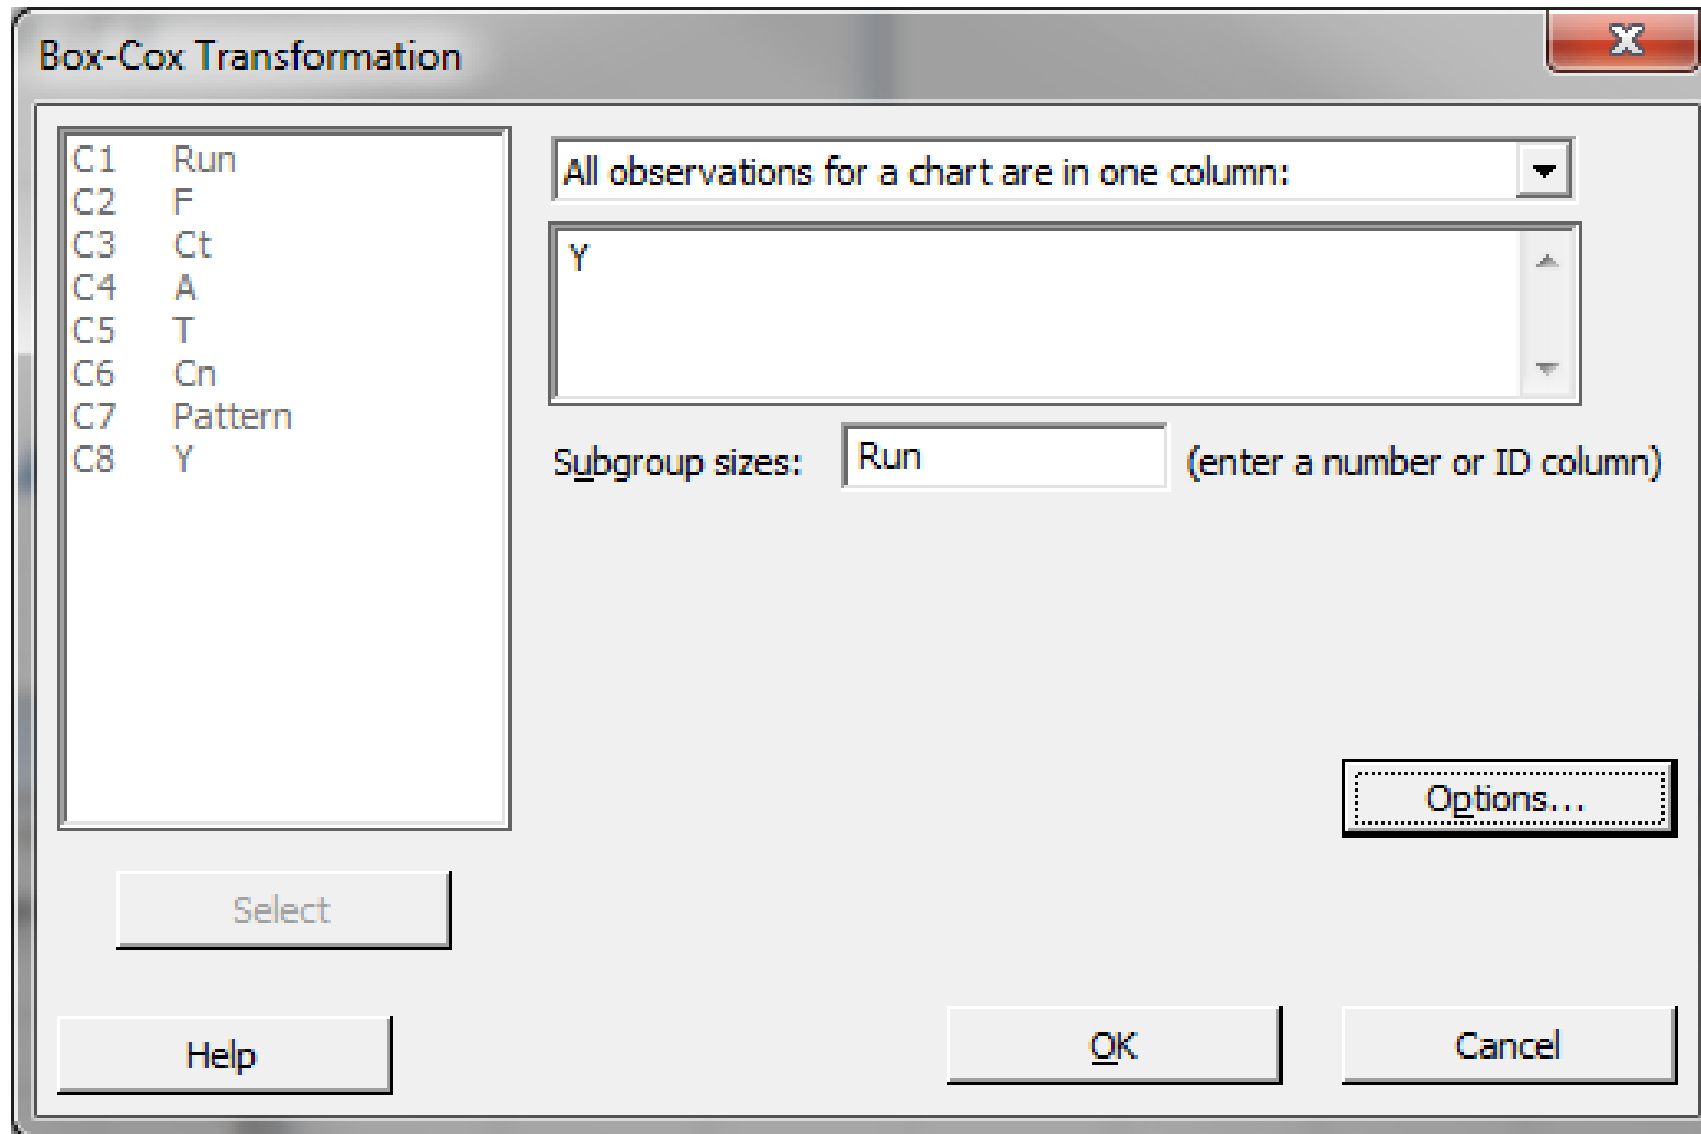 Box-Cox Transformation
C1 Run
C2 F
C3 Ct
C4 A
C5 T
C6 Cn
C7 Pattern
C8 Y
All observations for a chart are in one column:
Y
Subgroup sizes: Run (enter a number or ID column)
Options...
Select
Help
OK
Cancel